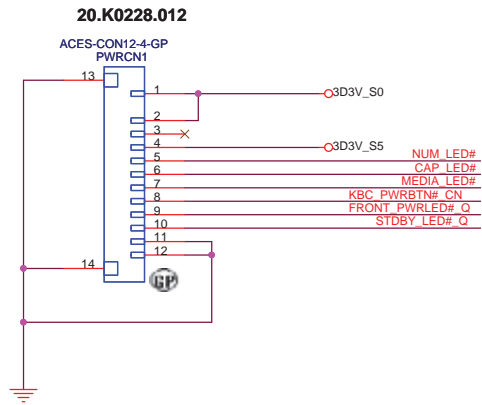 20.K0228.012
ACES-CON12-4-GP
PWRCN1
13
1
3D3V_S0
2
3
4
3D3V_S5
5
NUM_LED#
6
CAP_LED#
7
MEDIA_LED#
8
KBC_PWRBTN#_CN
9
FRONT_PWRLED#_Q
10
STDBY_LED#_Q
11
12
14
GP